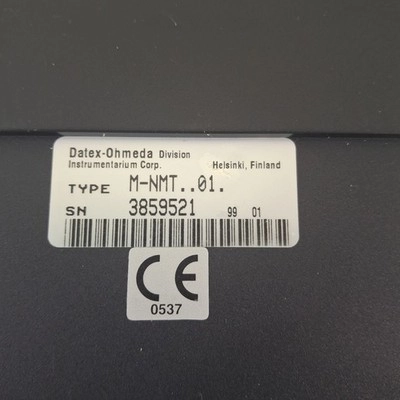 Datex-Ohmeda Division
Instrumentarium Corp. Helsinki, Finland
TYPE M-NMT..01.
SN 3859521 99 01
CE
0537